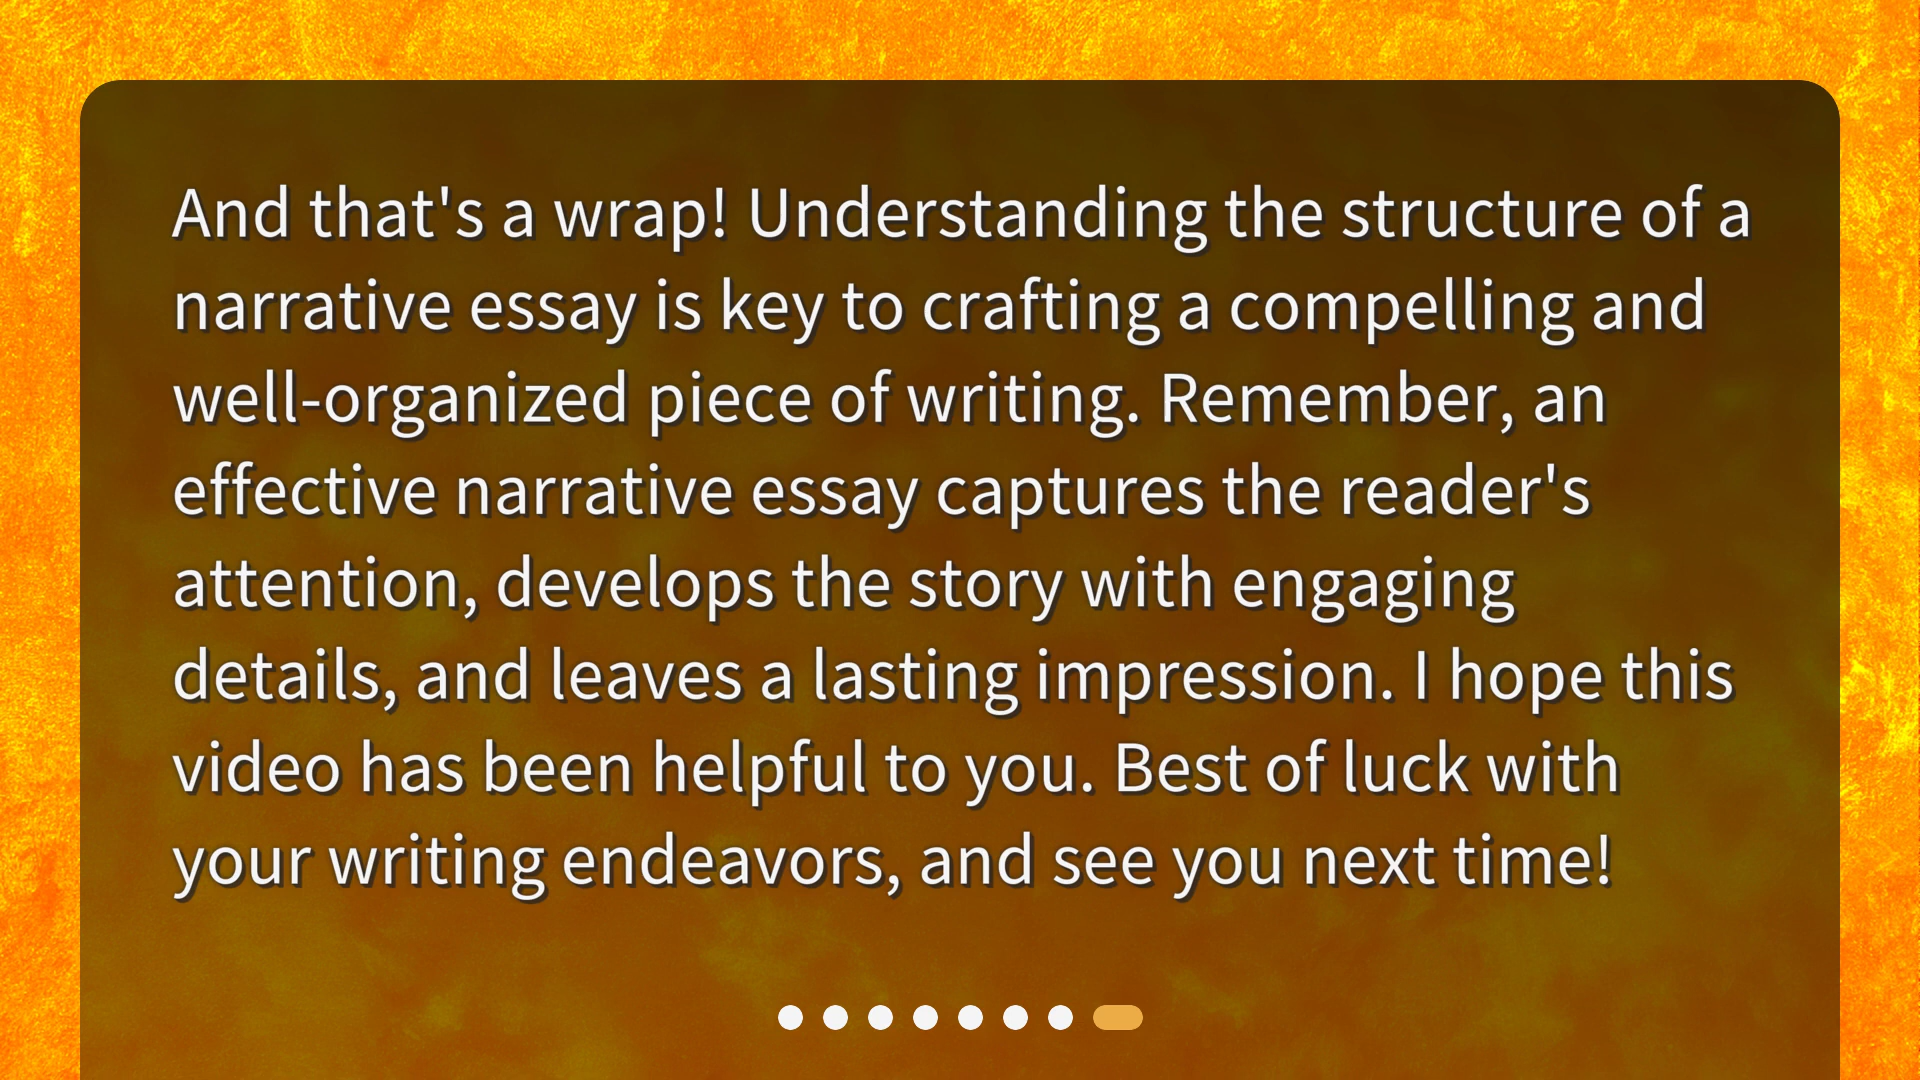 And that's a wrap! Understanding the structure of a
narrative essay is key to crafting a compelling and
well-organized piece of writing. Remember, an
effective narrative essay captures the reader's
attention, develops the story with engaging
details, and leaves a lasting impression. I hope this
video has been helpful to you. Best of luck with
your writing endeavors, and see you next time!